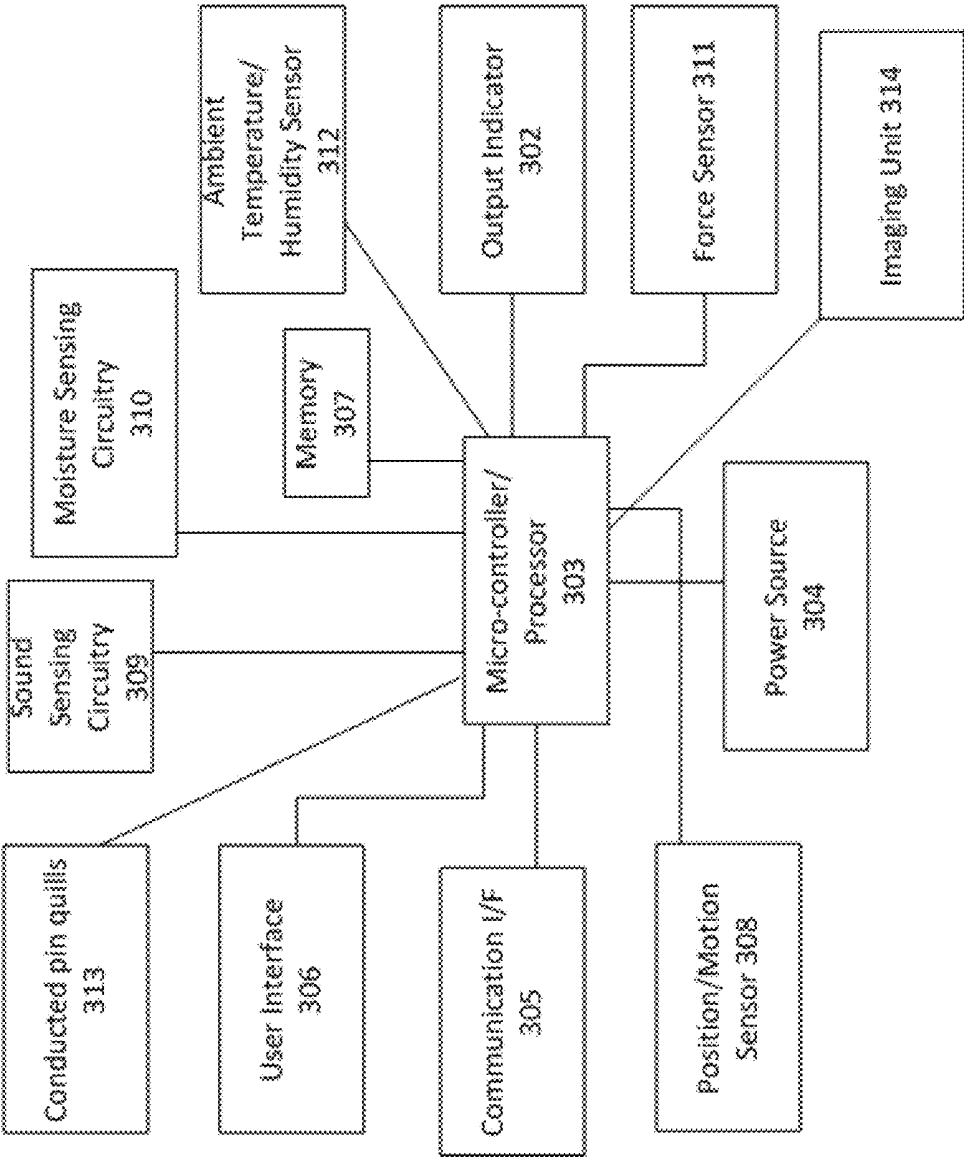 Conducted pin quills
313
Sound
Sensing
Circuitry
309
Moisture Sensing
Circuitry
310
Ambient
Temperature/
Humidity Sensor
312
User Interface
306
Memory
307
Communication I/F
305
Micro-controller/
Processor
303
Output Indicator
302
Position/Motion
Sensor 308
Power Source
304
Force Sensor 311
Imaging Unit 314